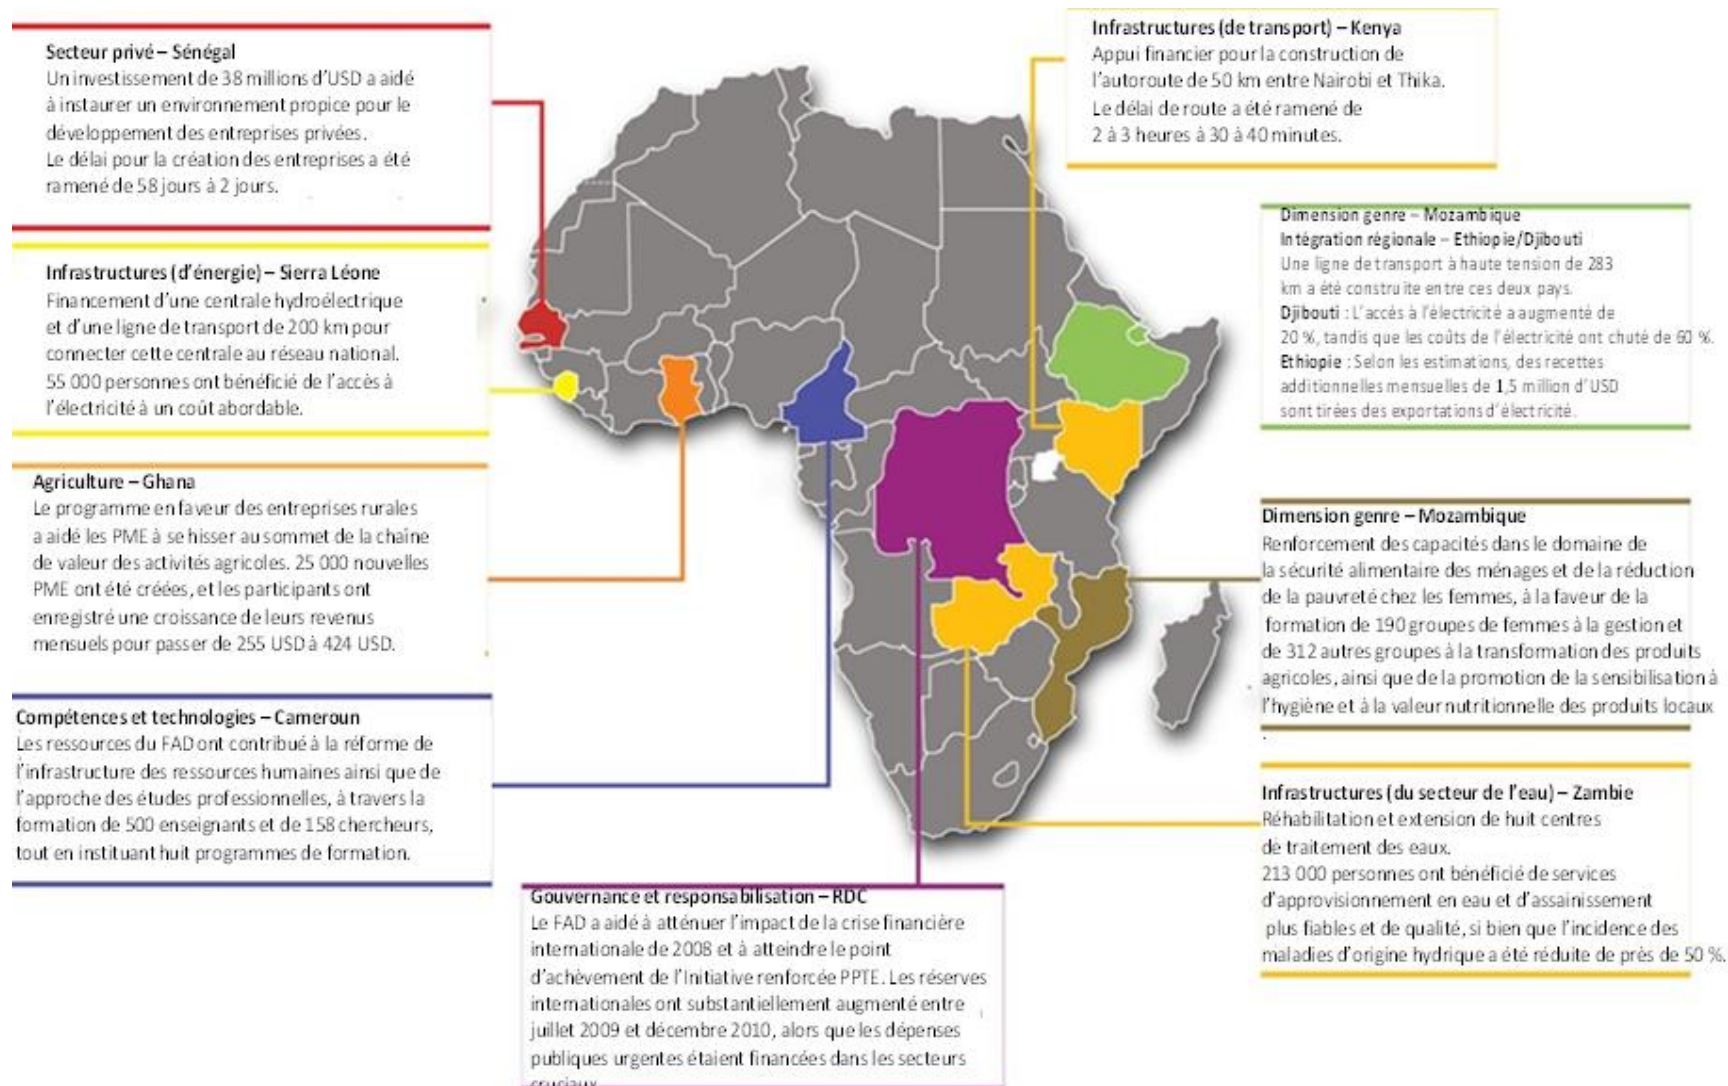 Secteur privé – Sénégal
Un investissement de 38 millions d'USD a aidé
à instaurer un environnement propice pour le
développement des entreprises privées.
Le délai pour la création des entreprises a été
ramené de 58 jours à 2 jours.
Infrastructures (d'énergie) – Sierra Léone
Financement d'une centrale hydroélectrique
et d'une ligne de transport de 200 km pour
connecter cette centrale au réseau national.
55 000 personnes ont bénéficié de l'accès à
l'électricité à un coût abordable.
Agriculture – Ghana
Le programme en faveur des entreprises rurales
a aidé les PME à se hisser au sommet de la chaîne
de valeur des activités agricoles. 25 000 nouvelles
PME ont été créées, et les participants ont
enregistré une croissance de leurs revenus
mensuels pour passer de 255 USD à 424 USD.
Compétences et technologies – Cameroun
Les ressources du FAD ont contribué à la réforme de
l'infrastructure des ressources humaines ainsi que de
l'approche des études professionnelles, à travers la
formation de 500 enseignants et de 158 chercheurs,
tout en instituant huit programmes de formation.
Gouvernance et responsabilisation – RDC
Le FAD a aidé à atténuer l'impact de la crise financière
internationale de 2008 et à atteindre le point
d'achèvement de l'Initiative renforcée PPTE. Les réserves
internationales ont substantiellement augmenté entre
juillet 2009 et décembre 2010, alors que les dépenses
publiques urgentes étaient financées dans les secteurs
cruciaux
Infrastructures (de transport) – Kenya
Appui financier pour la construction de
l'autoroute de 50 km entre Nairobi et Thika.
Le délai de route a été ramené de
2 à 3 heures à 30 à 40 minutes.
Dimension genre – Mozambique
Intégration régionale – Ethiopie/Djibouti
Une ligne de transport à haute tension de 283
km a été construite entre ces deux pays.
Djibouti : L'accès à l'électricité a augmenté de
20 %, tandis que les coûts de l'électricité ont chuté de 60 %.
Ethiopie : Selon les estimations, des recettes
additionnelles mensuelles de 1,5 million d'USD
sont tirées des exportations d'électricité.
Dimension genre – Mozambique
Renforcement des capacités dans le domaine de
la sécurité alimentaire des ménages et de la réduction
de la pauvreté chez les femmes, à la faveur de la
formation de 190 groupes de femmes à la gestion et
de 312 autres groupes à la transformation des produits
agricoles, ainsi que de la promotion de la sensibilisation à
l'hygiène et à la valeur nutritionnelle des produits locaux
.
Infrastructures (du secteur de l'eau) – Zambie
Réhabilitation et extension de huit centres
de traitement des eaux.
213 000 personnes ont bénéficié de services
d'approvisionnement en eau et d'assainissement
plus fiables et de qualité, si bien que l'incidence des
maladies d'origine hydrique a été réduite de près de 50 %.